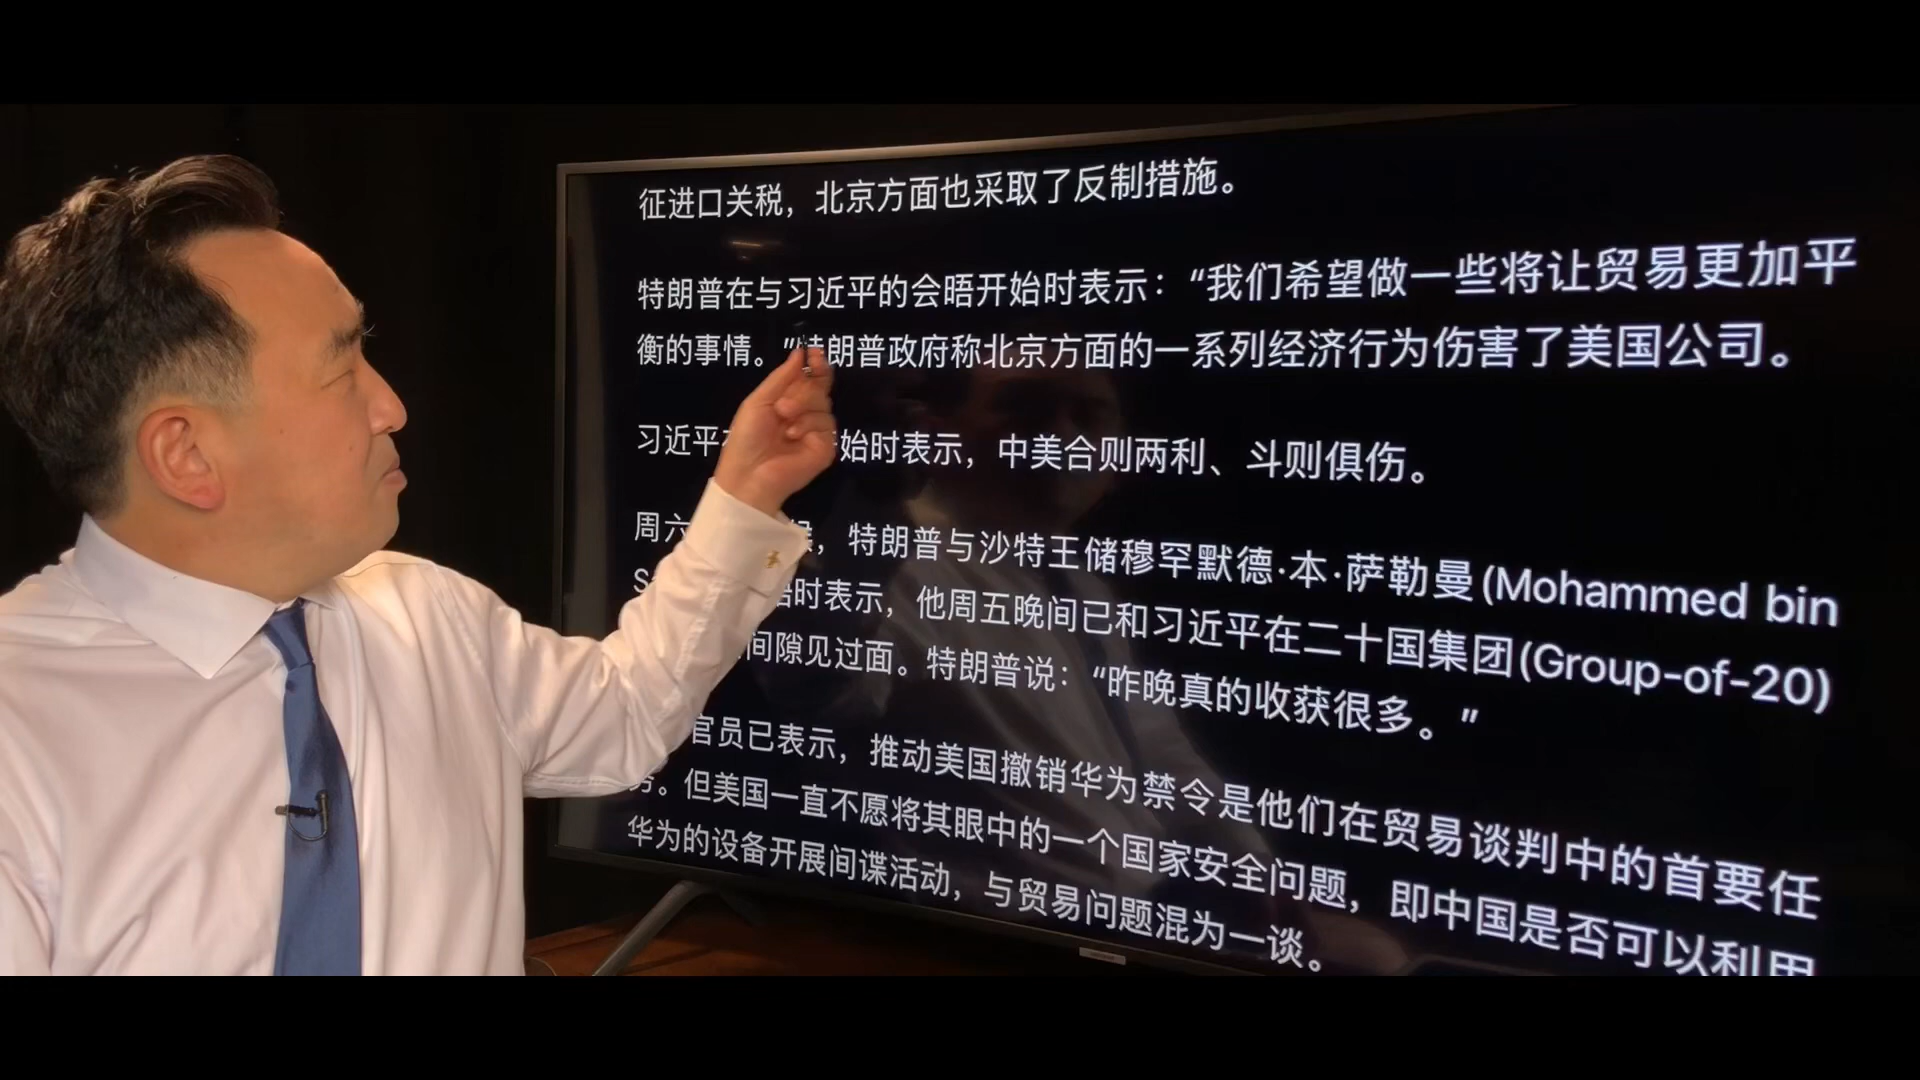 征进口关税，北京方面也采取了反制措施。
特朗普在与习近平的会晤开始时表示：“我们希望做一些将让贸易更加平
衡的事情。”特朗普政府称北京方面的一系列经济行为伤害了美国公司。
习近平 始时表示，中美合则两利、斗则俱伤。
周六 ，特朗普与沙特王储穆罕默德·本·萨勒曼(Mohammed bin
时表示，他周五晚间已和习近平在二十国集团(Group-of-20)
间隙见过面。特朗普说：“昨晚真的收获很多。”
官员已表示，推动美国撤销华为禁令是他们在贸易谈判中的首要任
务。但美国一直不愿将其眼中的一个国家安全问题，即中国是否可以利用
华为的设备开展间谍活动，与贸易问题混为一谈。